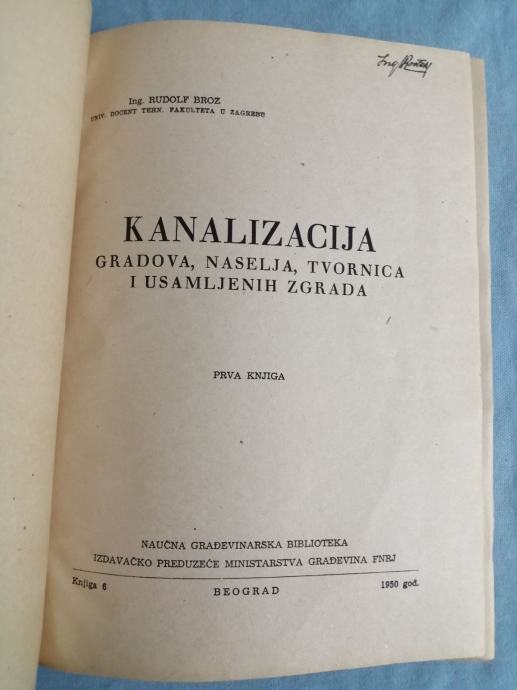 Ing.
Ing. RUDOLF BROZ
UNIV. DOCENT TEHN. FAKULTETA U ZAGREBU
KANALIZACIJA
GRADOVA, NASELJA, TVORNICA
I USAMLJENIH ZGRADA
PRVA KNJIGA
NAUČNA GRAĐEVINARSKA BIBLIOTEKA
IZDAVAČKO PREDUZEĆE MINISTARSTVA GRAĐEVINA FNRJ
Knjiga 6 BEOGRAD 1950 god.